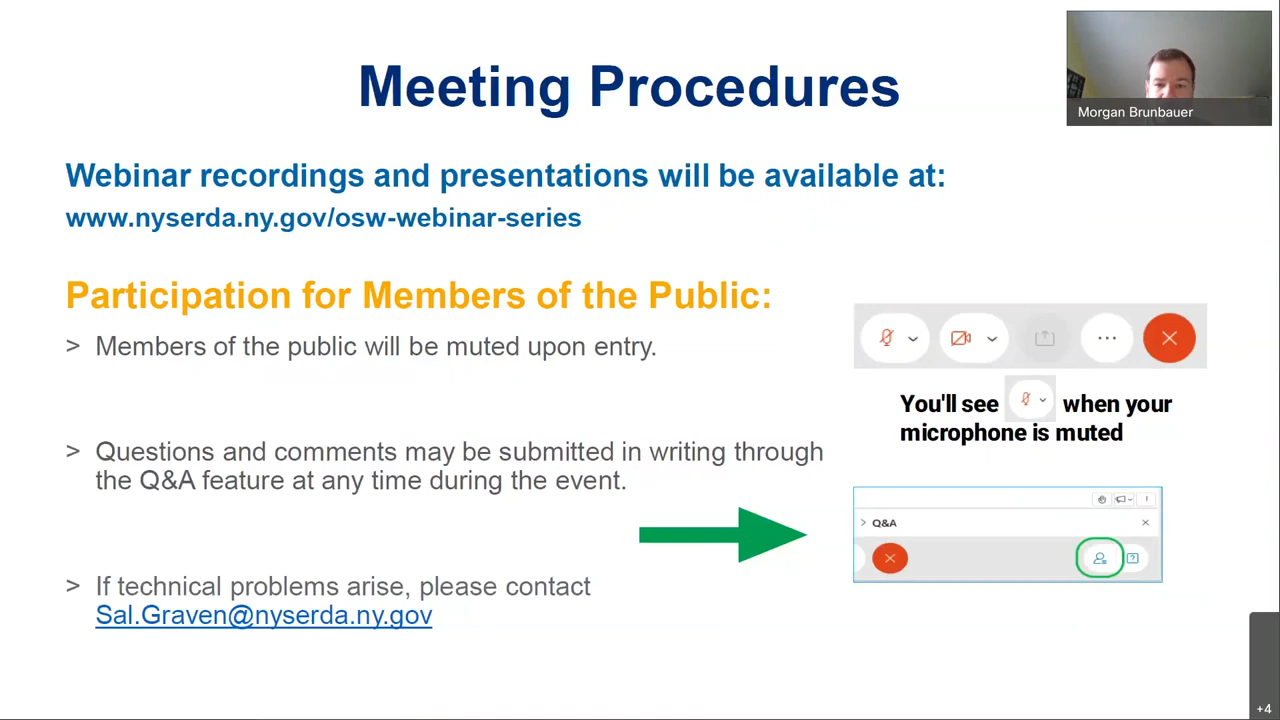 Meeting Procedures
Morgan Brunbauer
Webinar recordings and presentations will be available at:
www.nyserda.ny.gov/osw-webinar-series
Participation for Members of the Public:
> Members of the public will be muted upon entry.
You'll see when your
microphone is muted
> Questions and comments may be submitted in writing through
the Q&A feature at any time during the event.
Q&A
> If technical problems arise, please contact
Sal.Graven@nyserda.ny.gov
+4